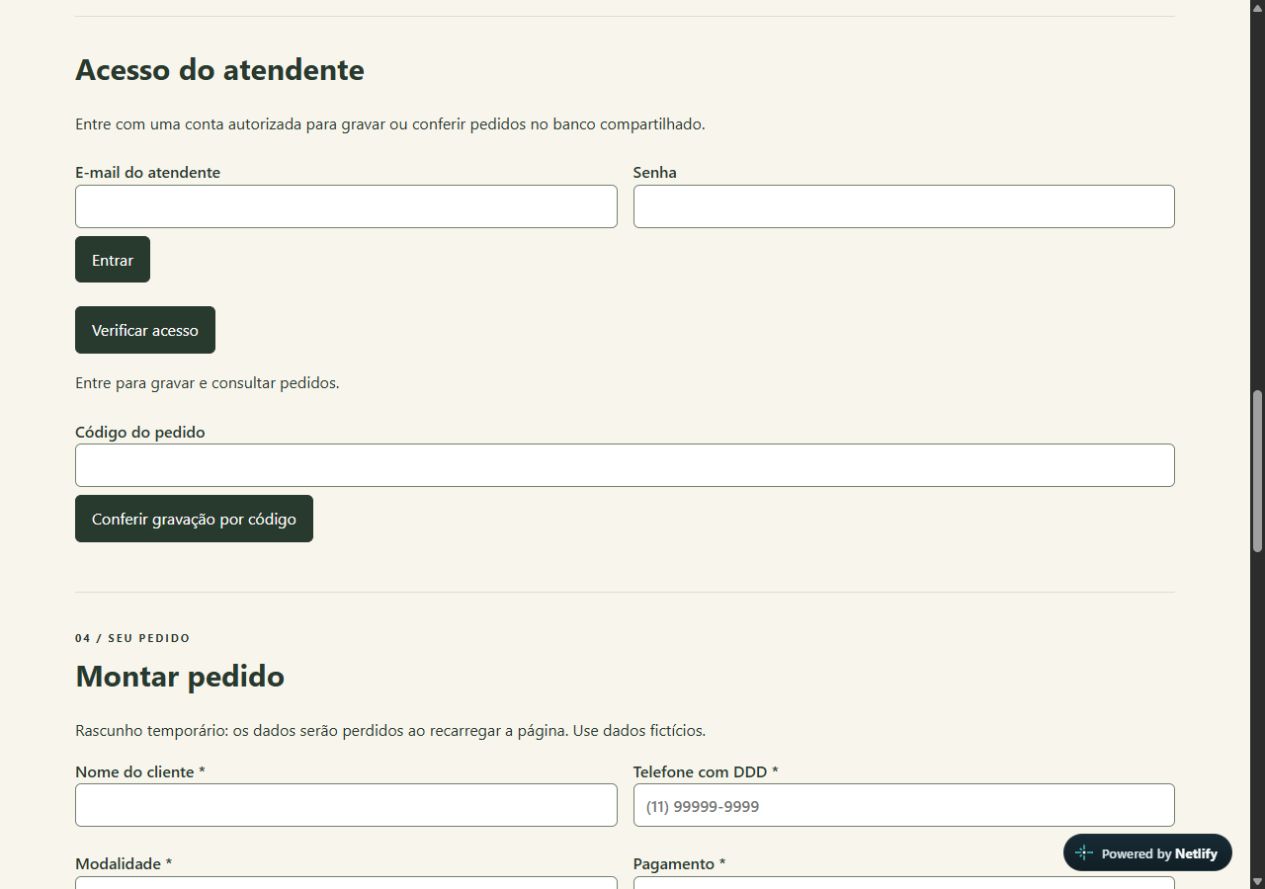 Acesso do atendente
Entre com uma conta autorizada para gravar ou conferir pedidos no banco compartilhado.
E-mail do atendente
Senha
Entrar
Verificar acesso
Entre para gravar e consultar pedidos.
Código do pedido
Conferir gravação por código
04 / SEU PEDIDO
Montar pedido
Rascunho temporário: os dados serão perdidos ao recarregar a página. Use dados fictícios.
Nome do cliente *
Telefone com DDD *
(11) 99999-9999
Modalidade *
Pagamento *
Powered by Netlify